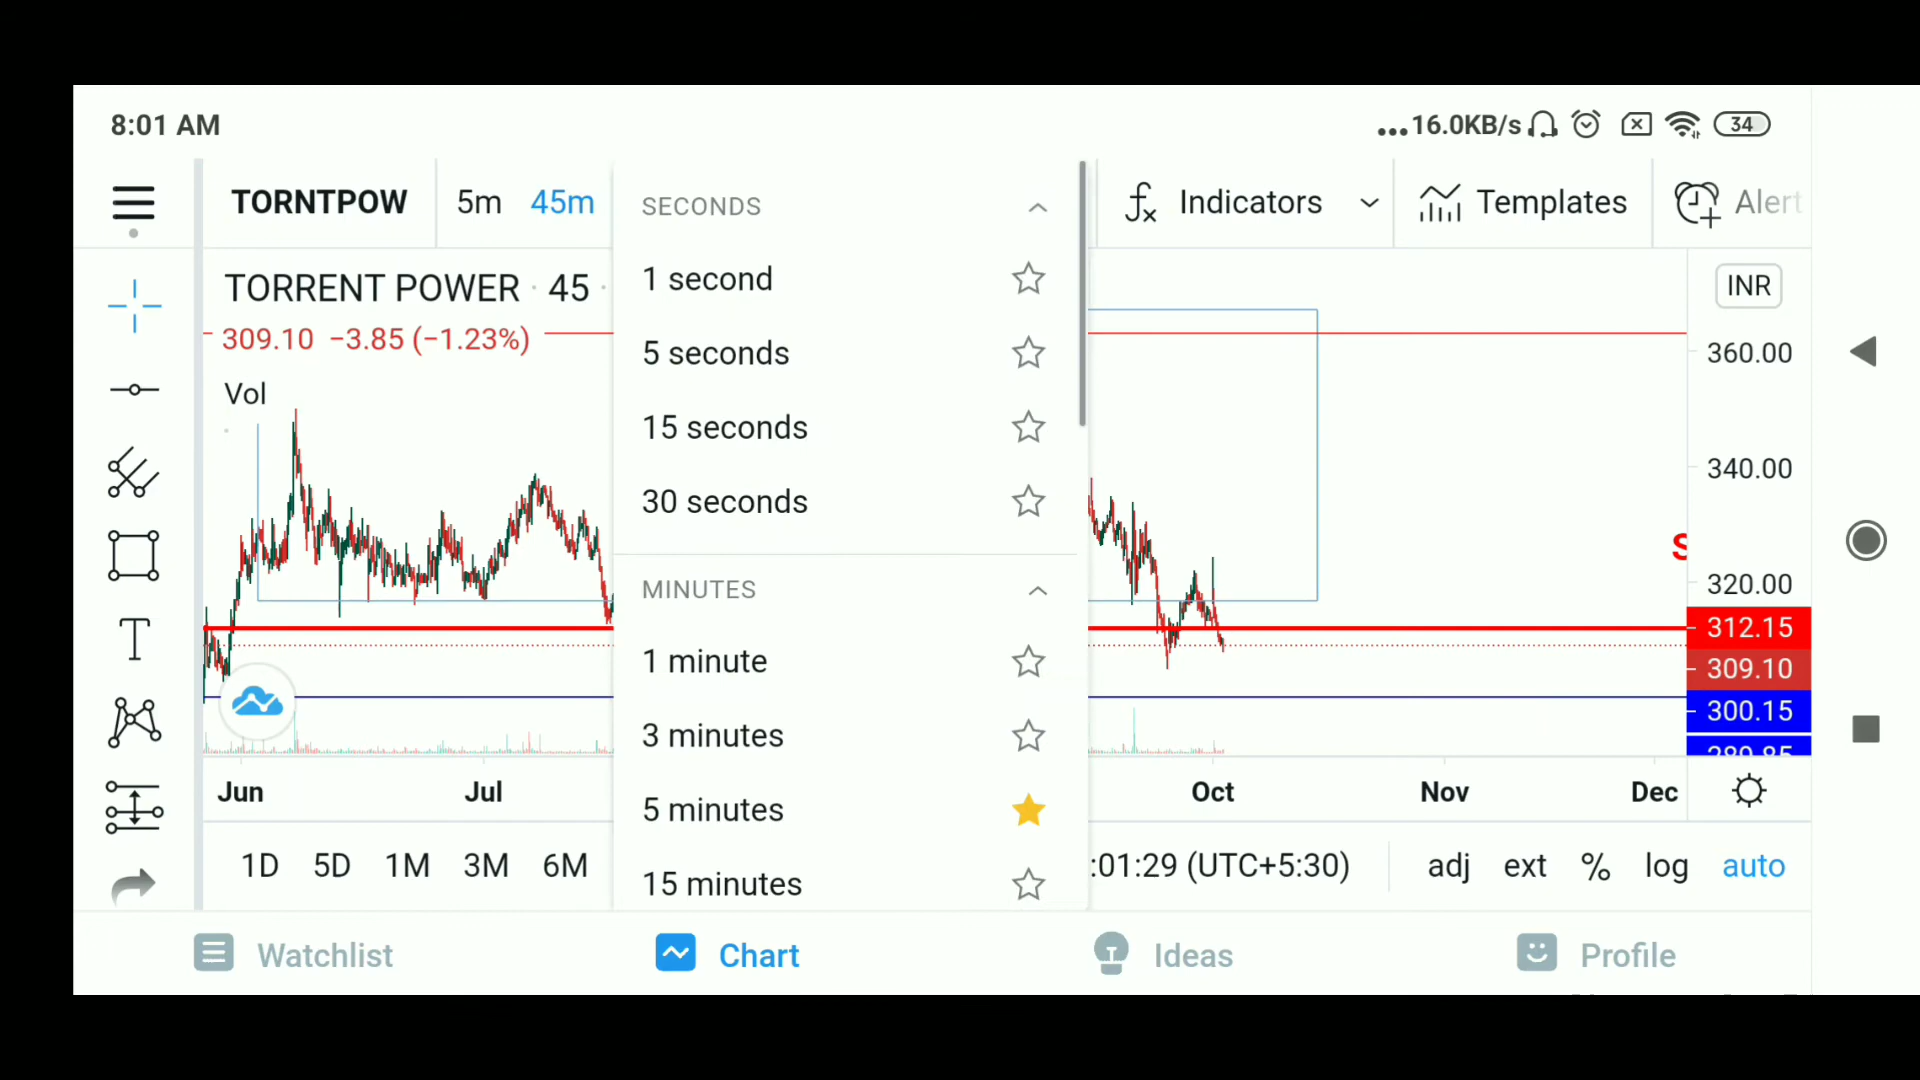 8:01 AM
...16.0KB/s
34
TORNTPOW
5m
45m
SECONDS
Indicators
Templates
Alert
TORRENT POWER · 45 ·
309.10 −3.85 (−1.23%)
Vol
1 second
5 seconds
15 seconds
30 seconds
MINUTES
1 minute
3 minutes
5 minutes
15 minutes
INR
360.00
340.00
S
320.00
312.15
309.10
300.15
289.85
Jun
Jul
Oct
Nov
Dec
1D
5D
1M
3M
6M
:01:29 (UTC+5:30)
adj
ext
%
log
auto
Watchlist
Chart
Ideas
Profile